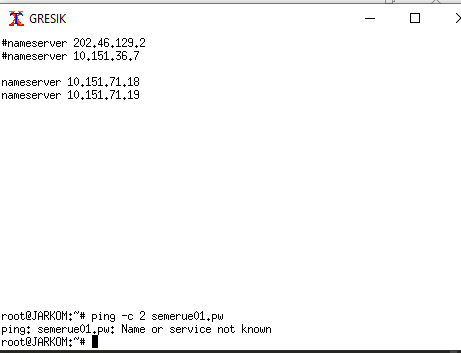 GRESIK
#nameserver 202.46.129.2
#nameserver 10.151.36.7
nameserver 10.151.71.18
nameserver 10.151.71.19
root@JARKOM:~# ping -c 2 semerue01.pw
ping: semerue01.pw: Name or service not known
root@JARKOM:~#